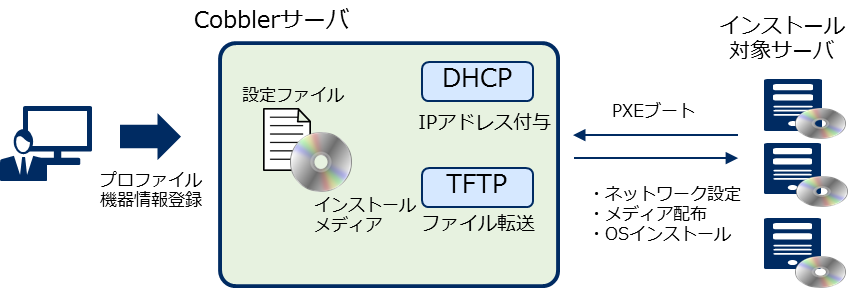 Cobblerサーバ
インストール
対象サーバ
DHCP
設定ファイル
IPアドレス付与
PXEブート
プロファイル
機器情報登録
TFTP
インストール
メディア
ファイル転送
・ネットワーク設定
・メディア配布
・OSインストール